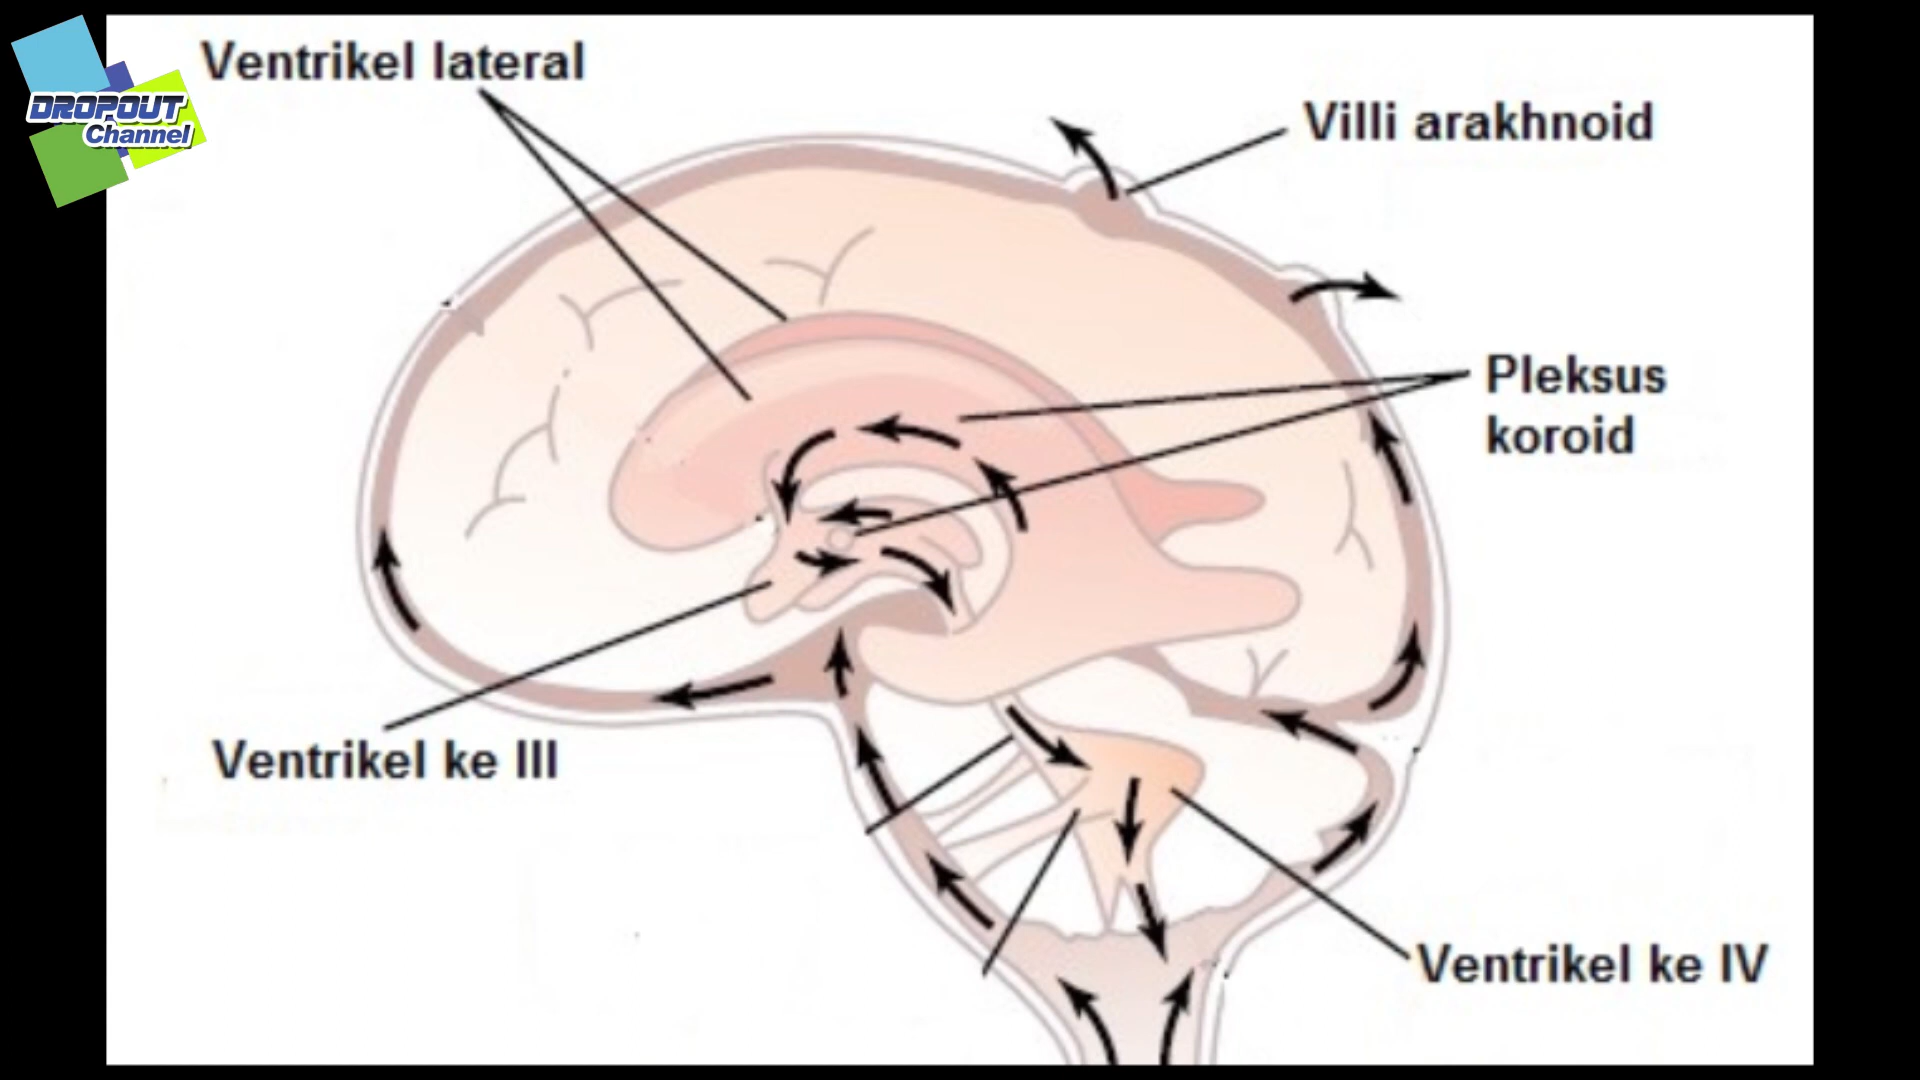 DROPOUT
Channel
Ventrikel lateral
Villi arakhnoid
Pleksus
koroid
Ventrikel ke III
Ventrikel ke IV